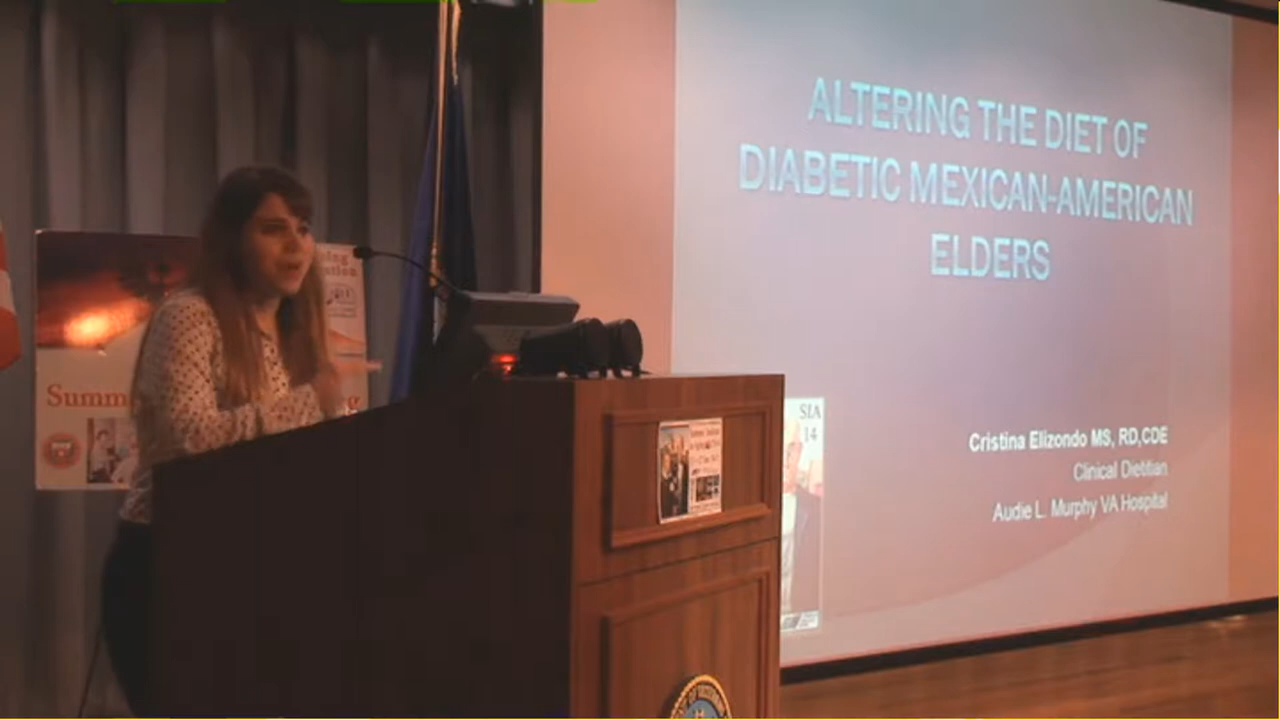 ALTERING THE DIET OF
DIABETIC MEXICAN-AMERICAN
ELDERS
Cristina Elizondo MS, RD,CDE
Clinical Dietitian
Audie L. Murphy VA Hospital
SIA
14
Summ